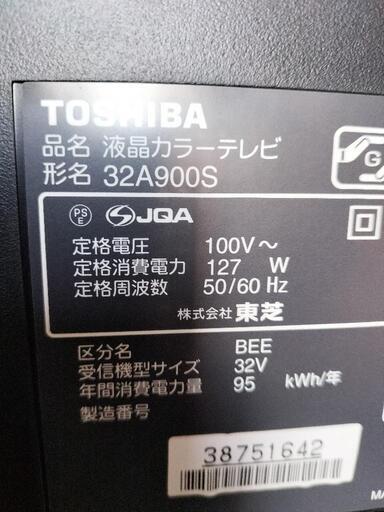 TOSHIBA
品名 液晶カラーテレビ
形名 32A900S
G
PS
E
JQA
定格電圧 100V～
定格消費電力 127 W
定格周波数 50/60 Hz
株式会社 東芝
区分名 BEE
受信機型サイズ 32V
年間消費電力量 95 kWh/年
製造番号
38751642
MA